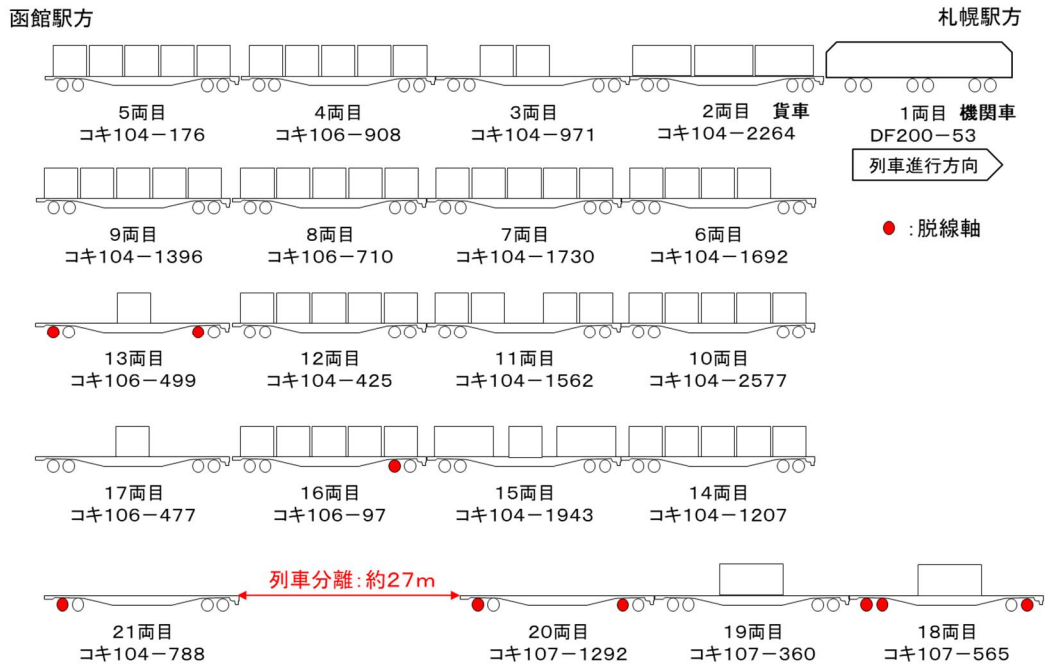 函館駅方
札幌駅方
5両目
コキ104－176
4両目
コキ106－908
3両目
コキ104－971
2両目 貨車
コキ104－2264
1両目 機関車
DF200－53
列車進行方向
9両目
コキ104－1396
8両目
コキ106－710
7両目
コキ104－1730
6両目
コキ104－1692
:脱線軸
13両目
コキ106－499
12両目
コキ104－425
11両目
コキ104－1562
10両目
コキ104－2577
17両目
コキ106－477
16両目
コキ106－97
15両目
コキ104－1943
14両目
コキ104－1207
列車分離:約27m
21両目
コキ104－788
20両目
コキ107－1292
19両目
コキ107－360
18両目
コキ107－565